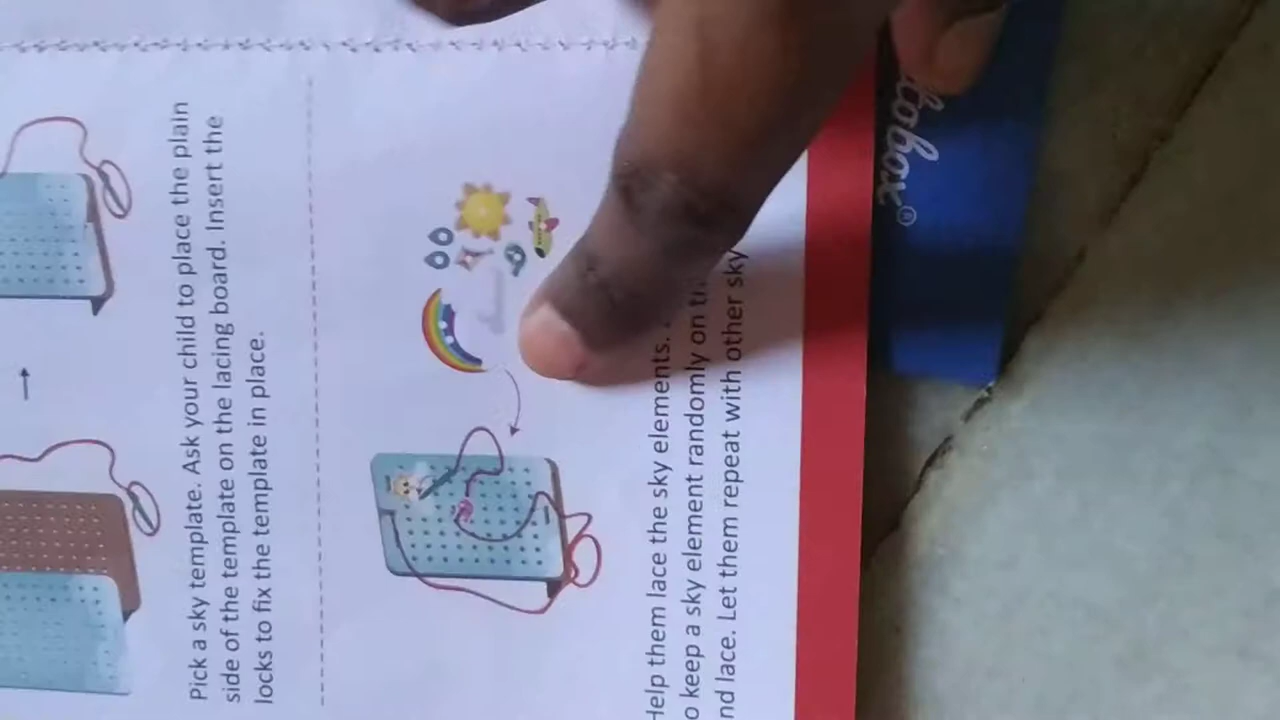 Pick a sky template. Ask your child to place the plain
side of the template on the lacing board. Insert the
locks to fix the template in place.
Help them lace the sky elements.
o keep a sky element randomly on
nd lace. Let them repeat with other sky
lobox®